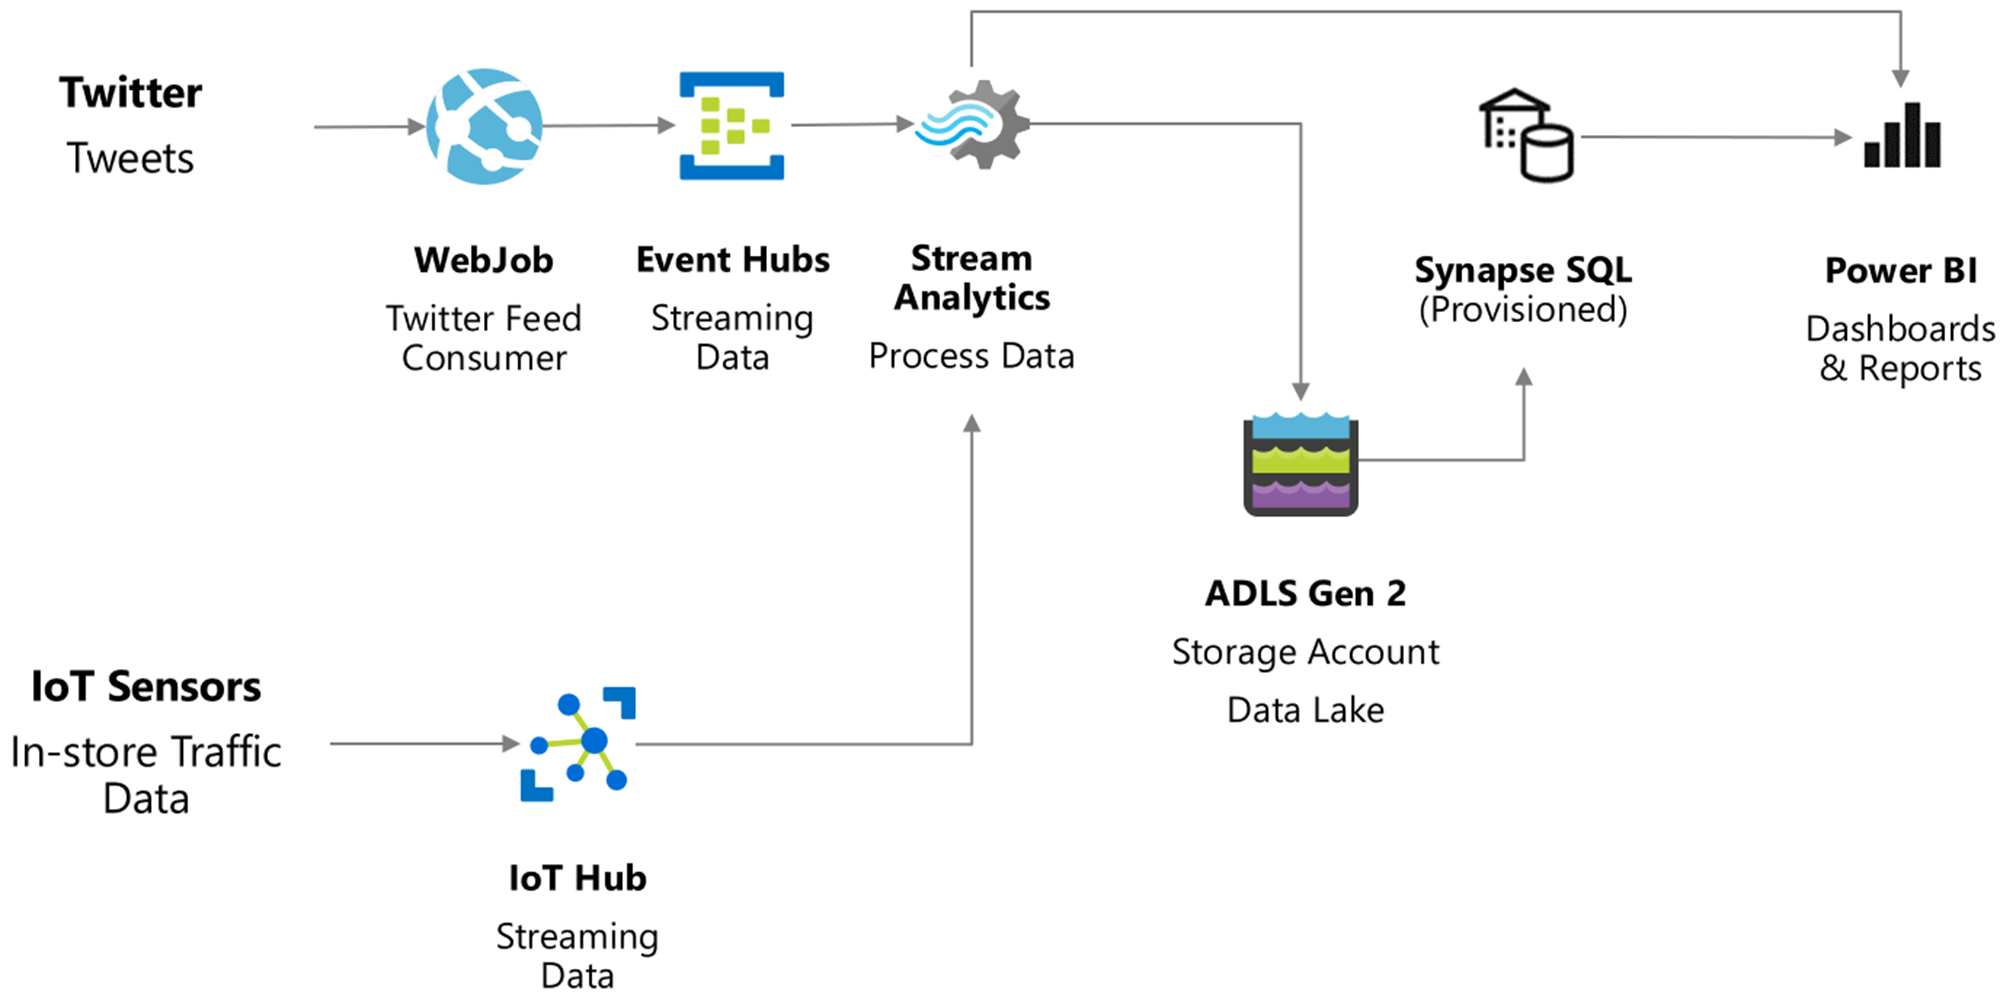 Twitter
Tweets
WebJob
Twitter Feed
Consumer
Event Hubs
Streaming
Data
Stream
Analytics
Process Data
Synapse SQL
(Provisioned)
Power BI
Dashboards
& Reports
ADLS Gen 2
Storage Account
Data Lake
IoT Sensors
In-store Traffic
Data
IoT Hub
Streaming
Data